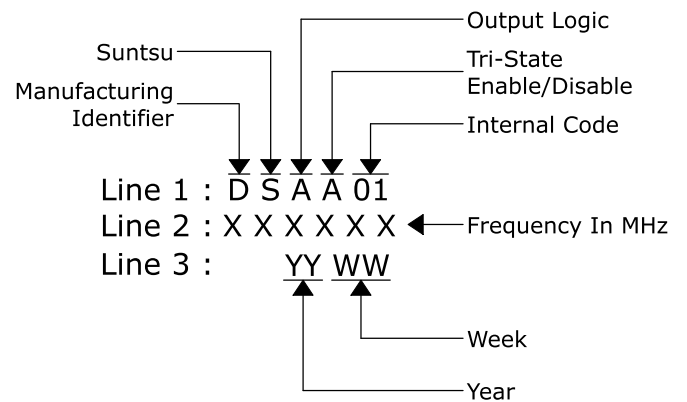 Output Logic
Suntsu
Tri-State
Enable/Disable
Manufacturing
Identifier
Internal Code
Line 1 : D S A A 01
Line 2 : X X X X X X
Frequency In MHz
Line 3 : YY WW
Week
Year